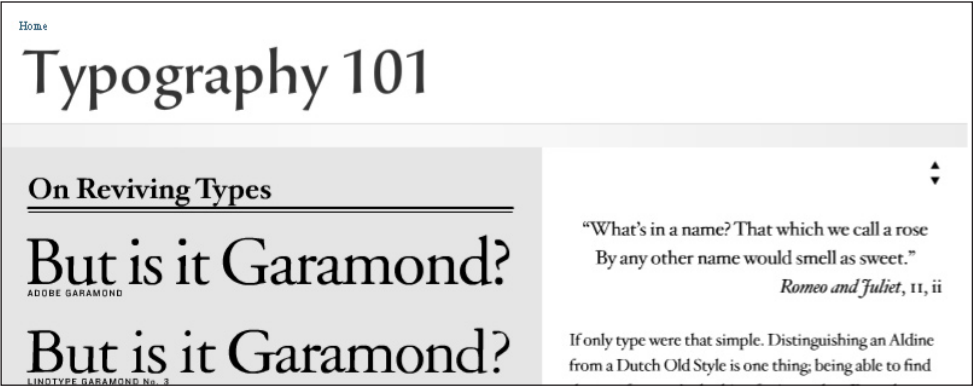 Home
Typography 101
On Reviving Types
But is it Garamond?
ADOBE GARAMOND
But is it Garamond?
LINOTYPE GARAMOND No. 3
“What’s in a name? That which we call a rose
By any other name would smell as sweet.”
Romeo and Juliet, II, ii
If only type were that simple. Distinguishing an Aldine
from a Dutch Old Style is one thing; being able to find